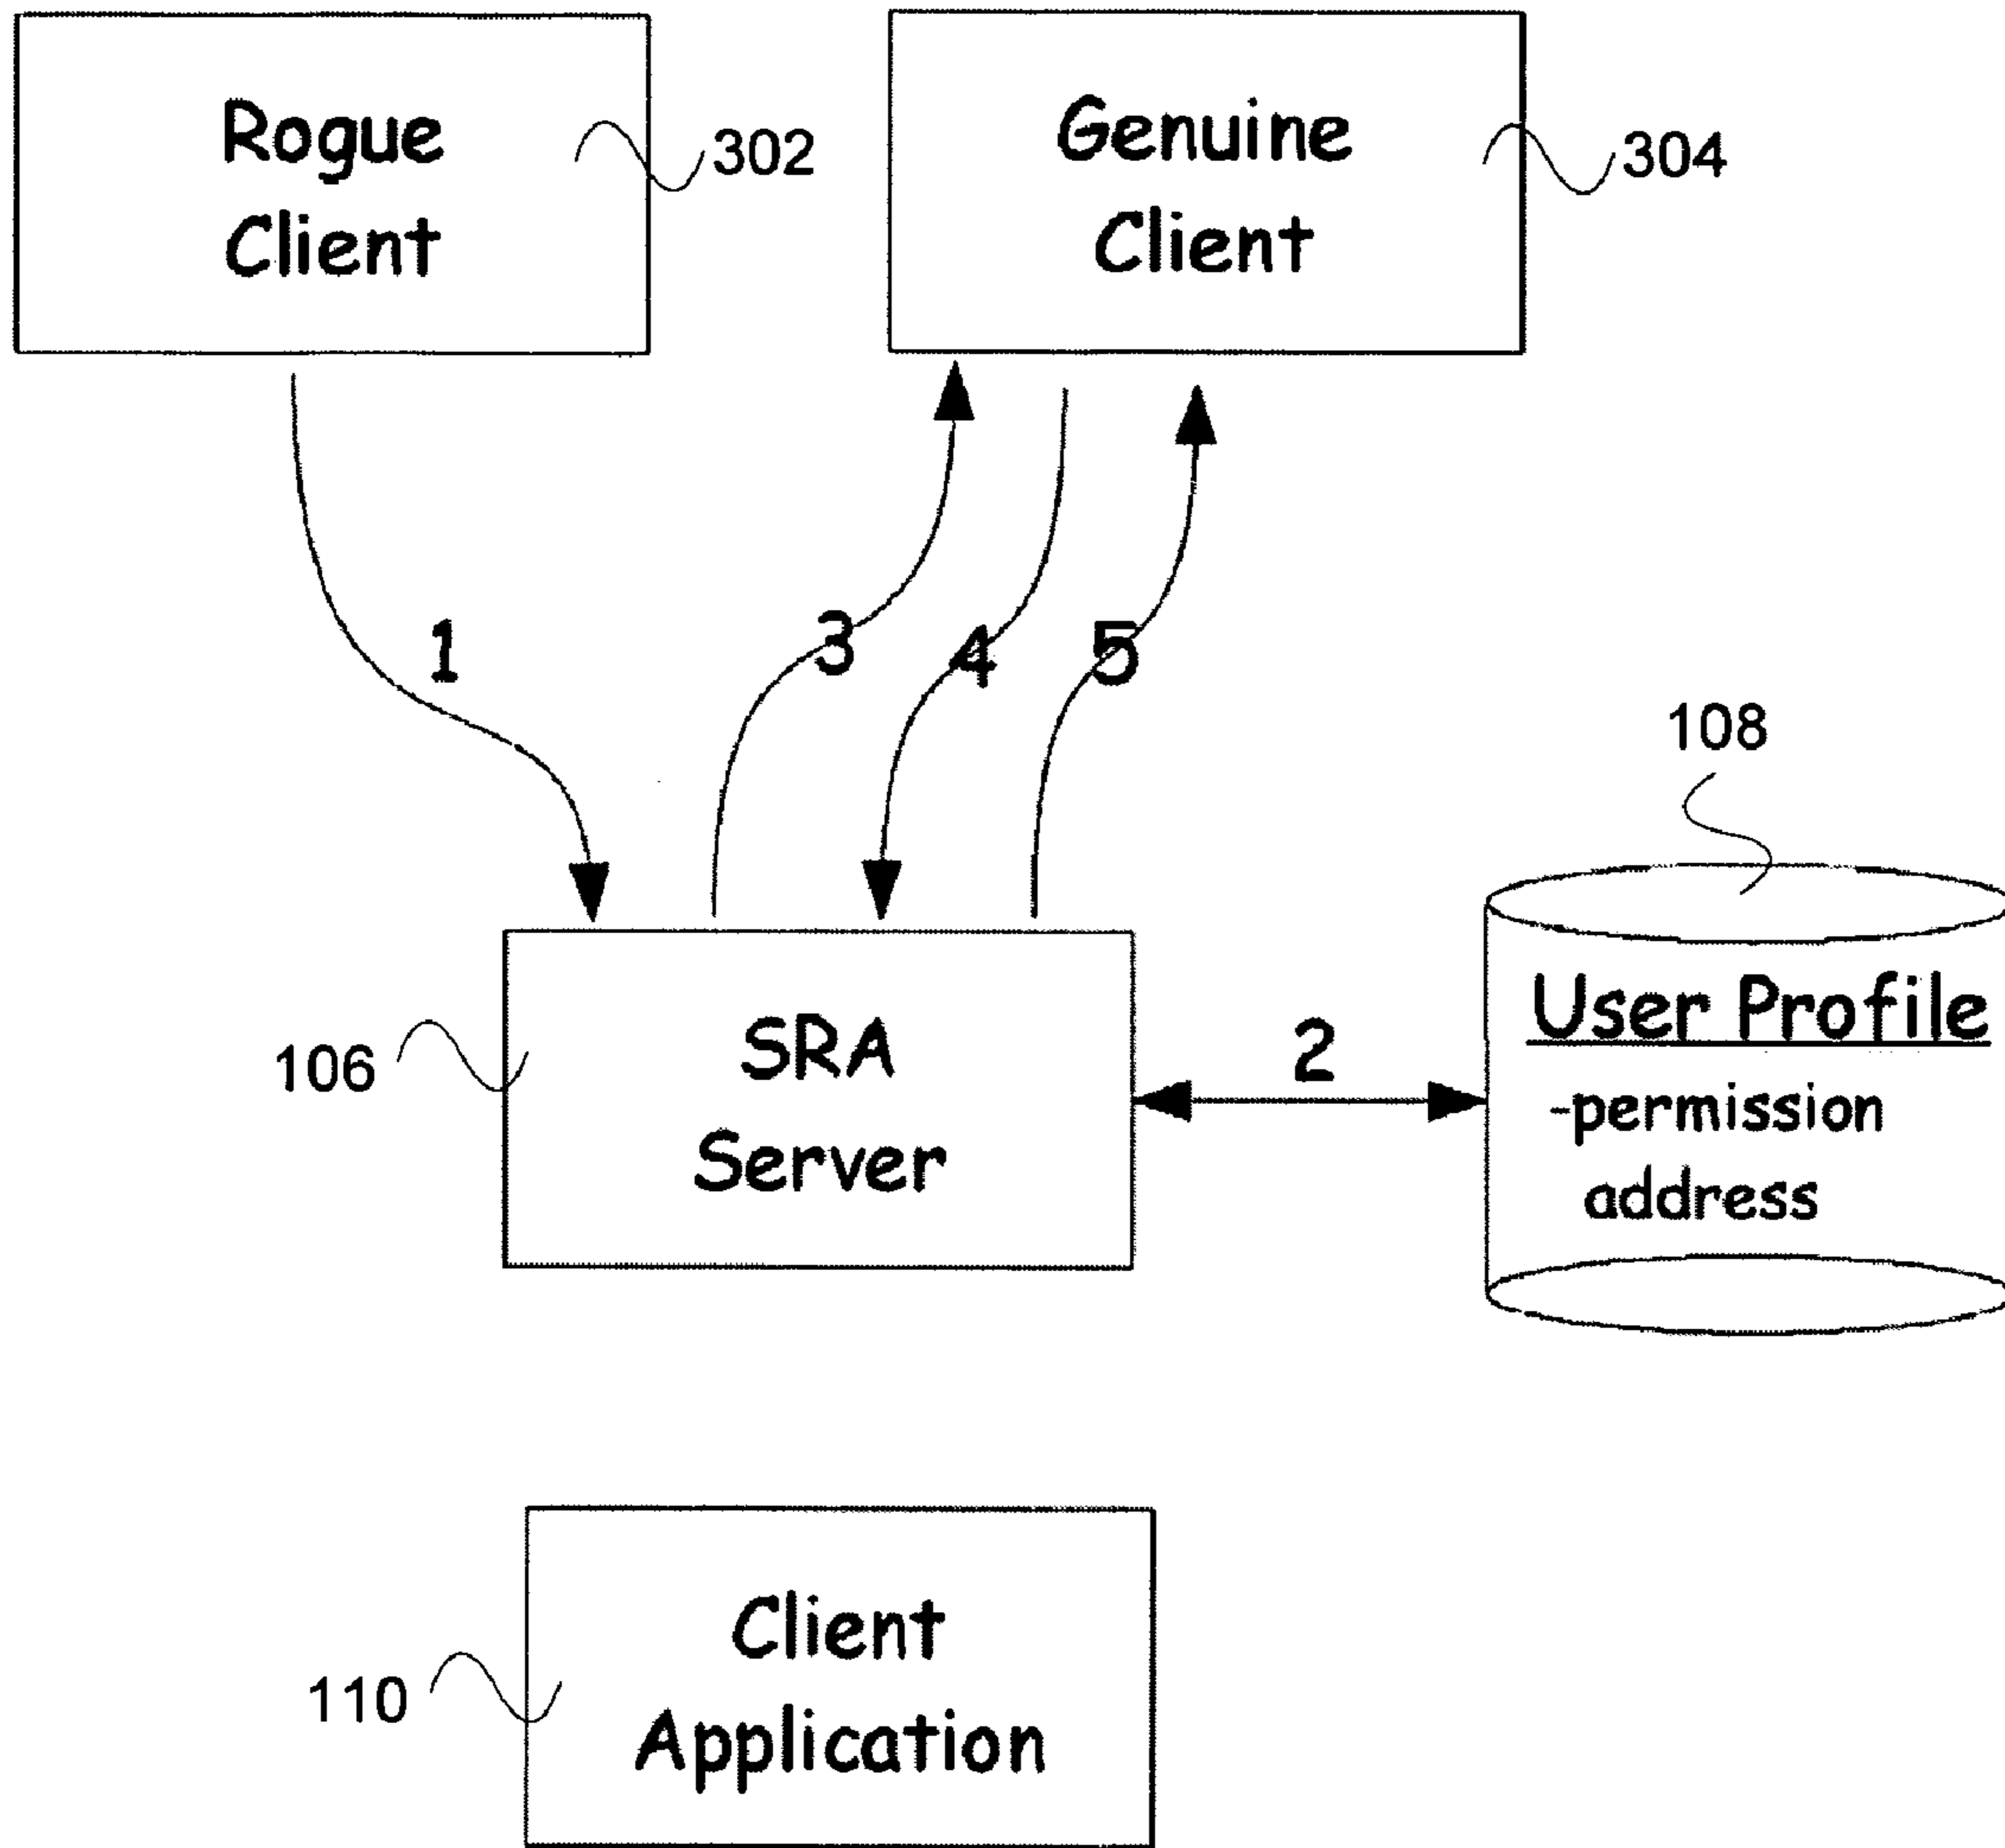 Rogue
Client
302
Genuine
Client
304
1
3
4
5
108
106
SRA
Server
2
User Profile
-permission
address
110
Client
Application